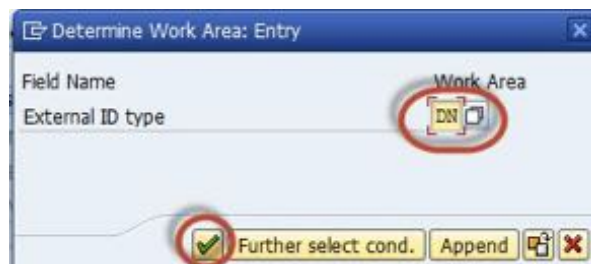 Determine Work Area: Entry
Field Name Work Area
External ID type DN
Further select cond. Append